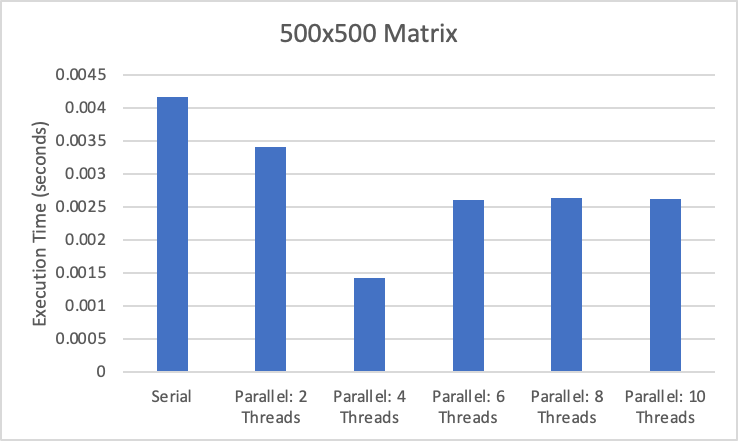 500x500 Matrix
Execution Time (seconds)
0.0045
0.004
0.0035
0.003
0.0025
0.002
0.0015
0.001
0.0005
0
Serial
Parallel: 2
Threads
Parallel: 4
Threads
Parallel: 6
Threads
Parallel: 8
Threads
Parallel: 10
Threads